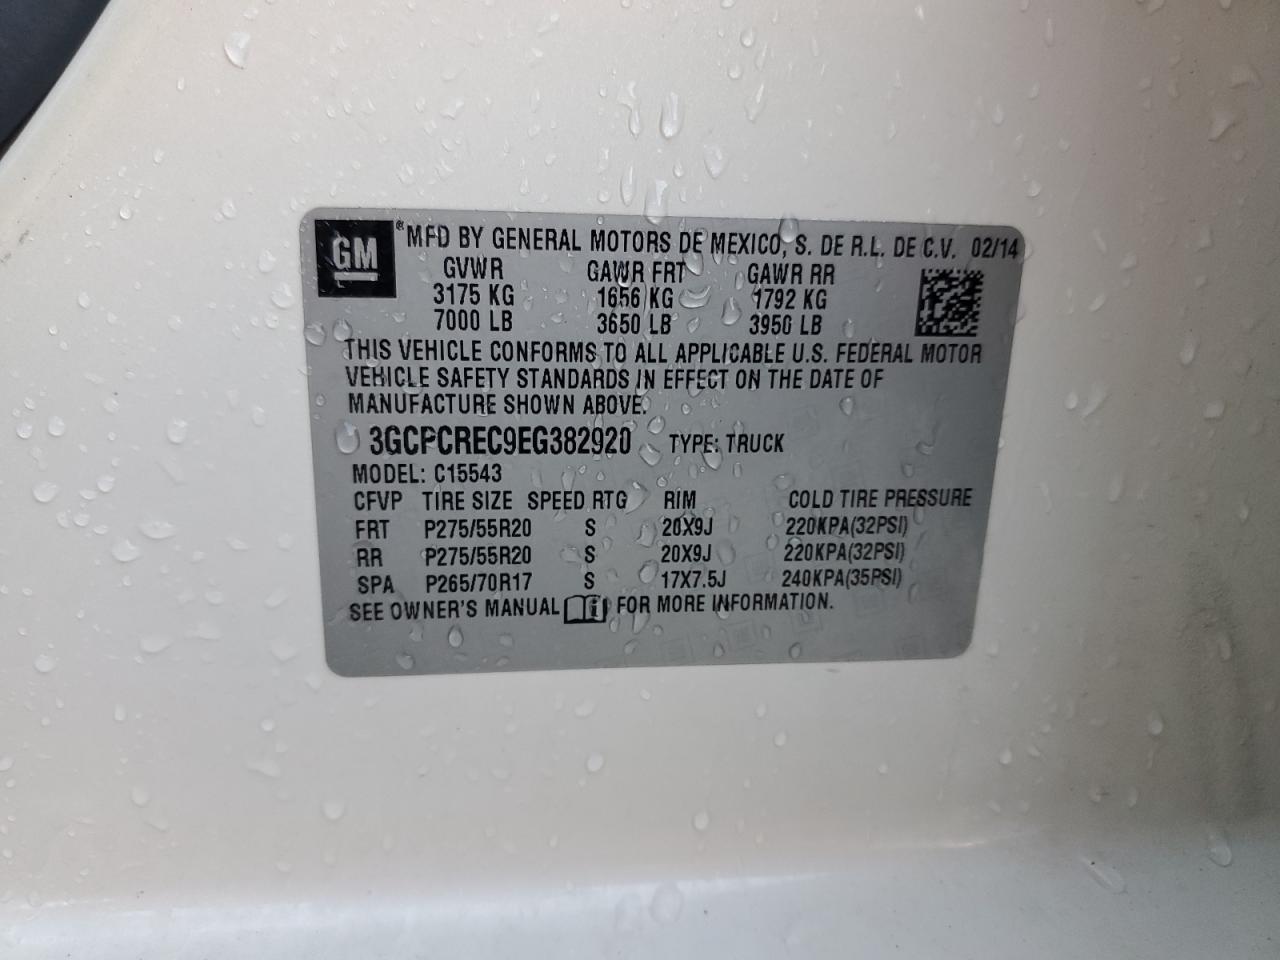 GM
® MFD BY GENERAL MOTORS DE MEXICO, S. DE R.L. DE C.V. 02/14
GVWR GAWR FRT GAWR RR
3175 KG 1656 KG 1792 KG
7000 LB 3650 LB 3950 LB
THIS VEHICLE CONFORMS TO ALL APPLICABLE U.S. FEDERAL MOTOR
VEHICLE SAFETY STANDARDS IN EFFECT ON THE DATE OF
MANUFACTURE SHOWN ABOVE.
3GCPCREC9EG382920 TYPE: TRUCK
MODEL: C15543
CFVP TIRE SIZE SPEED RTG RIM COLD TIRE PRESSURE
FRT P275/55R20 S 20X9J 220KPA(32PSI)
RR P275/55R20 S 20X9J 220KPA(32PSI)
SPA P265/70R17 S 17X7.5J 240KPA(35PSI)
SEE OWNER'S MANUAL i FOR MORE INFORMATION.